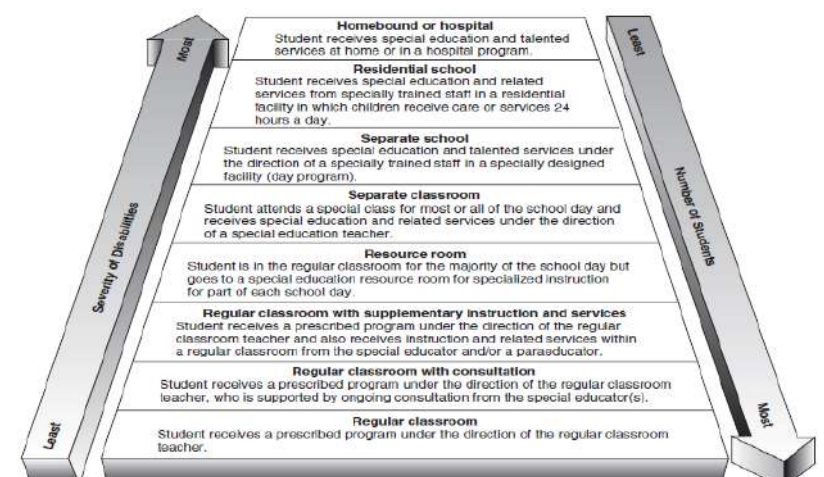 Most
Severity of Disabilities
Least
Homebound or hospital
Student receives special education and talented
services at home or in a hospital program.
Residential school
Student receives special education and related
services from specially trained staff in a residential
facility in which children receive care or services 24
hours a day.
Separate school
Student receives special education and talented services under
the direction of a specially trained staff in a specially designed
facility (day program).
Separate classroom
Student attends a special class for most or all of the school day and
receives special education and related services under the direction
of a special education teacher.
Resource room
Student is in the regular classroom for the majority of the school day but
goes to a special education resource room for specialized instruction
for part of each school day.
Regular classroom with supplementary instruction and services
Student receives a prescribed program under the direction of the regular
classroom teacher and also receives instruction and related services within
a regular classroom from the special educator and/or a paraeducator.
Regular classroom with consultation
Student receives a prescribed program under the direction of the regular classroom
teacher, who is supported by ongoing consultation from the special educator(s).
Regular classroom
Student receives a prescribed program under the direction of the regular classroom
teacher.
Least
Number of Students
Most